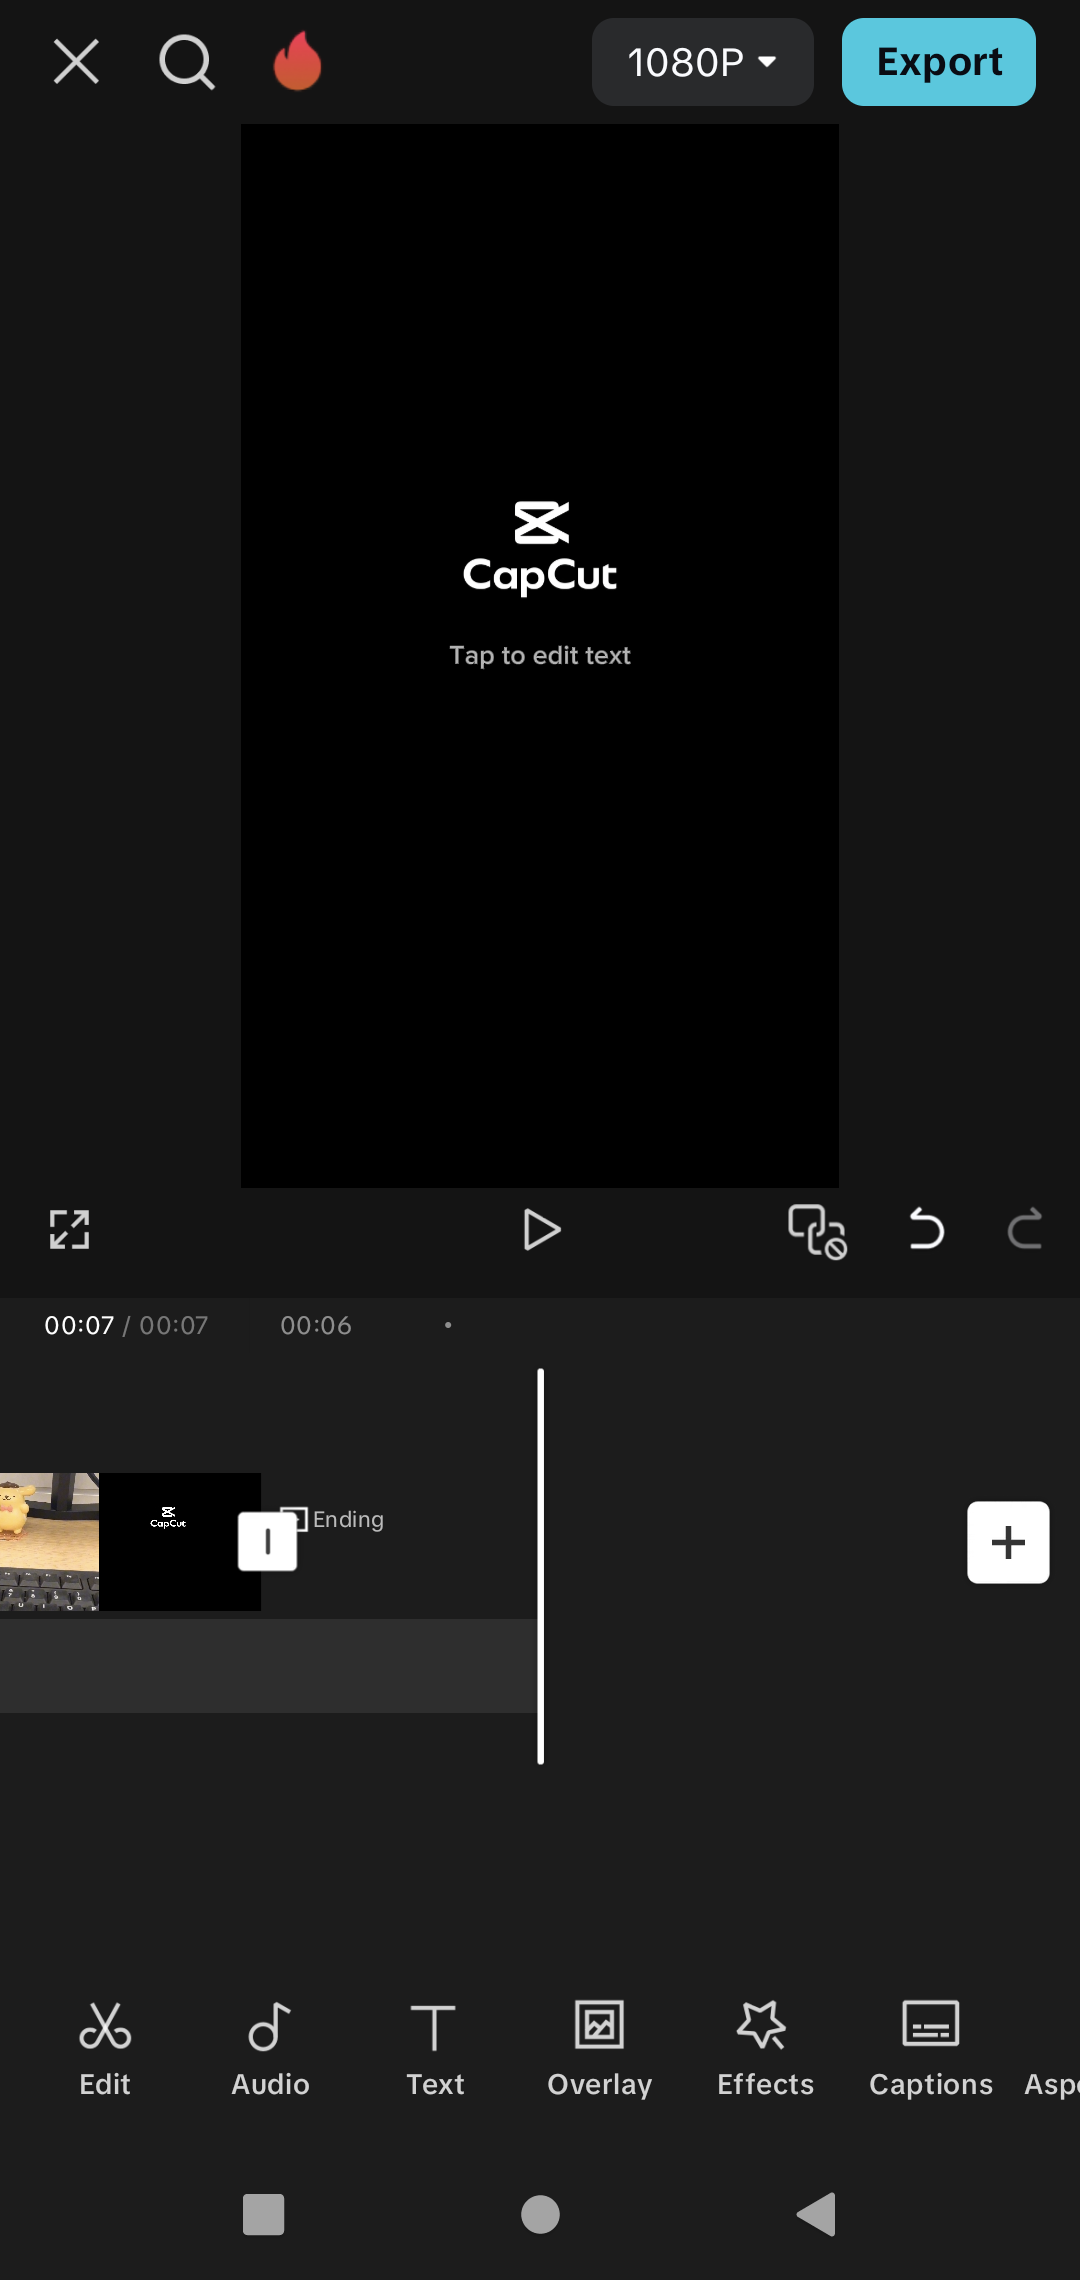 1080P
Export
CapCut
Tap to edit text
00:07 / 00:07 00:06
CapCut
Ending
Edit Audio Text Overlay Effects Captions Aspe